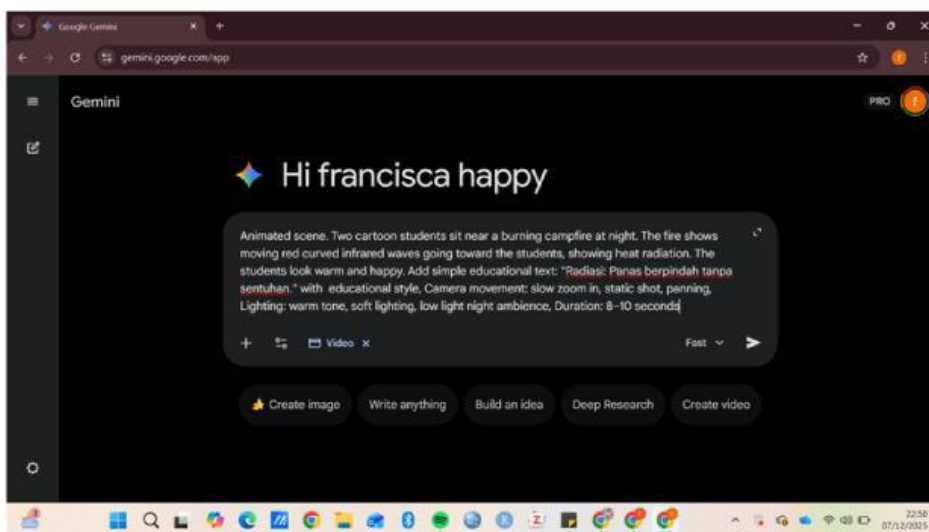 Google Gemini
gemini.google.com/app
Gemini
PRO
f
Hi francisca happy
Animated scene. Two cartoon students sit near a burning campfire at night. The fire shows
moving red curved infrared waves going toward the students, showing heat radiation. The
students look warm and happy. Add simple educational text: "Radiasi: Panas berpindah tanpa
sentuhan." with educational style, Camera movement: slow zoom in, static shot, panning,
Lighting: warm tone, soft lighting, low light night ambience, Duration: 8–10 seconds
Video
Fast
Create image
Write anything
Build an idea
Deep Research
Create video
22:50
07/12/2025